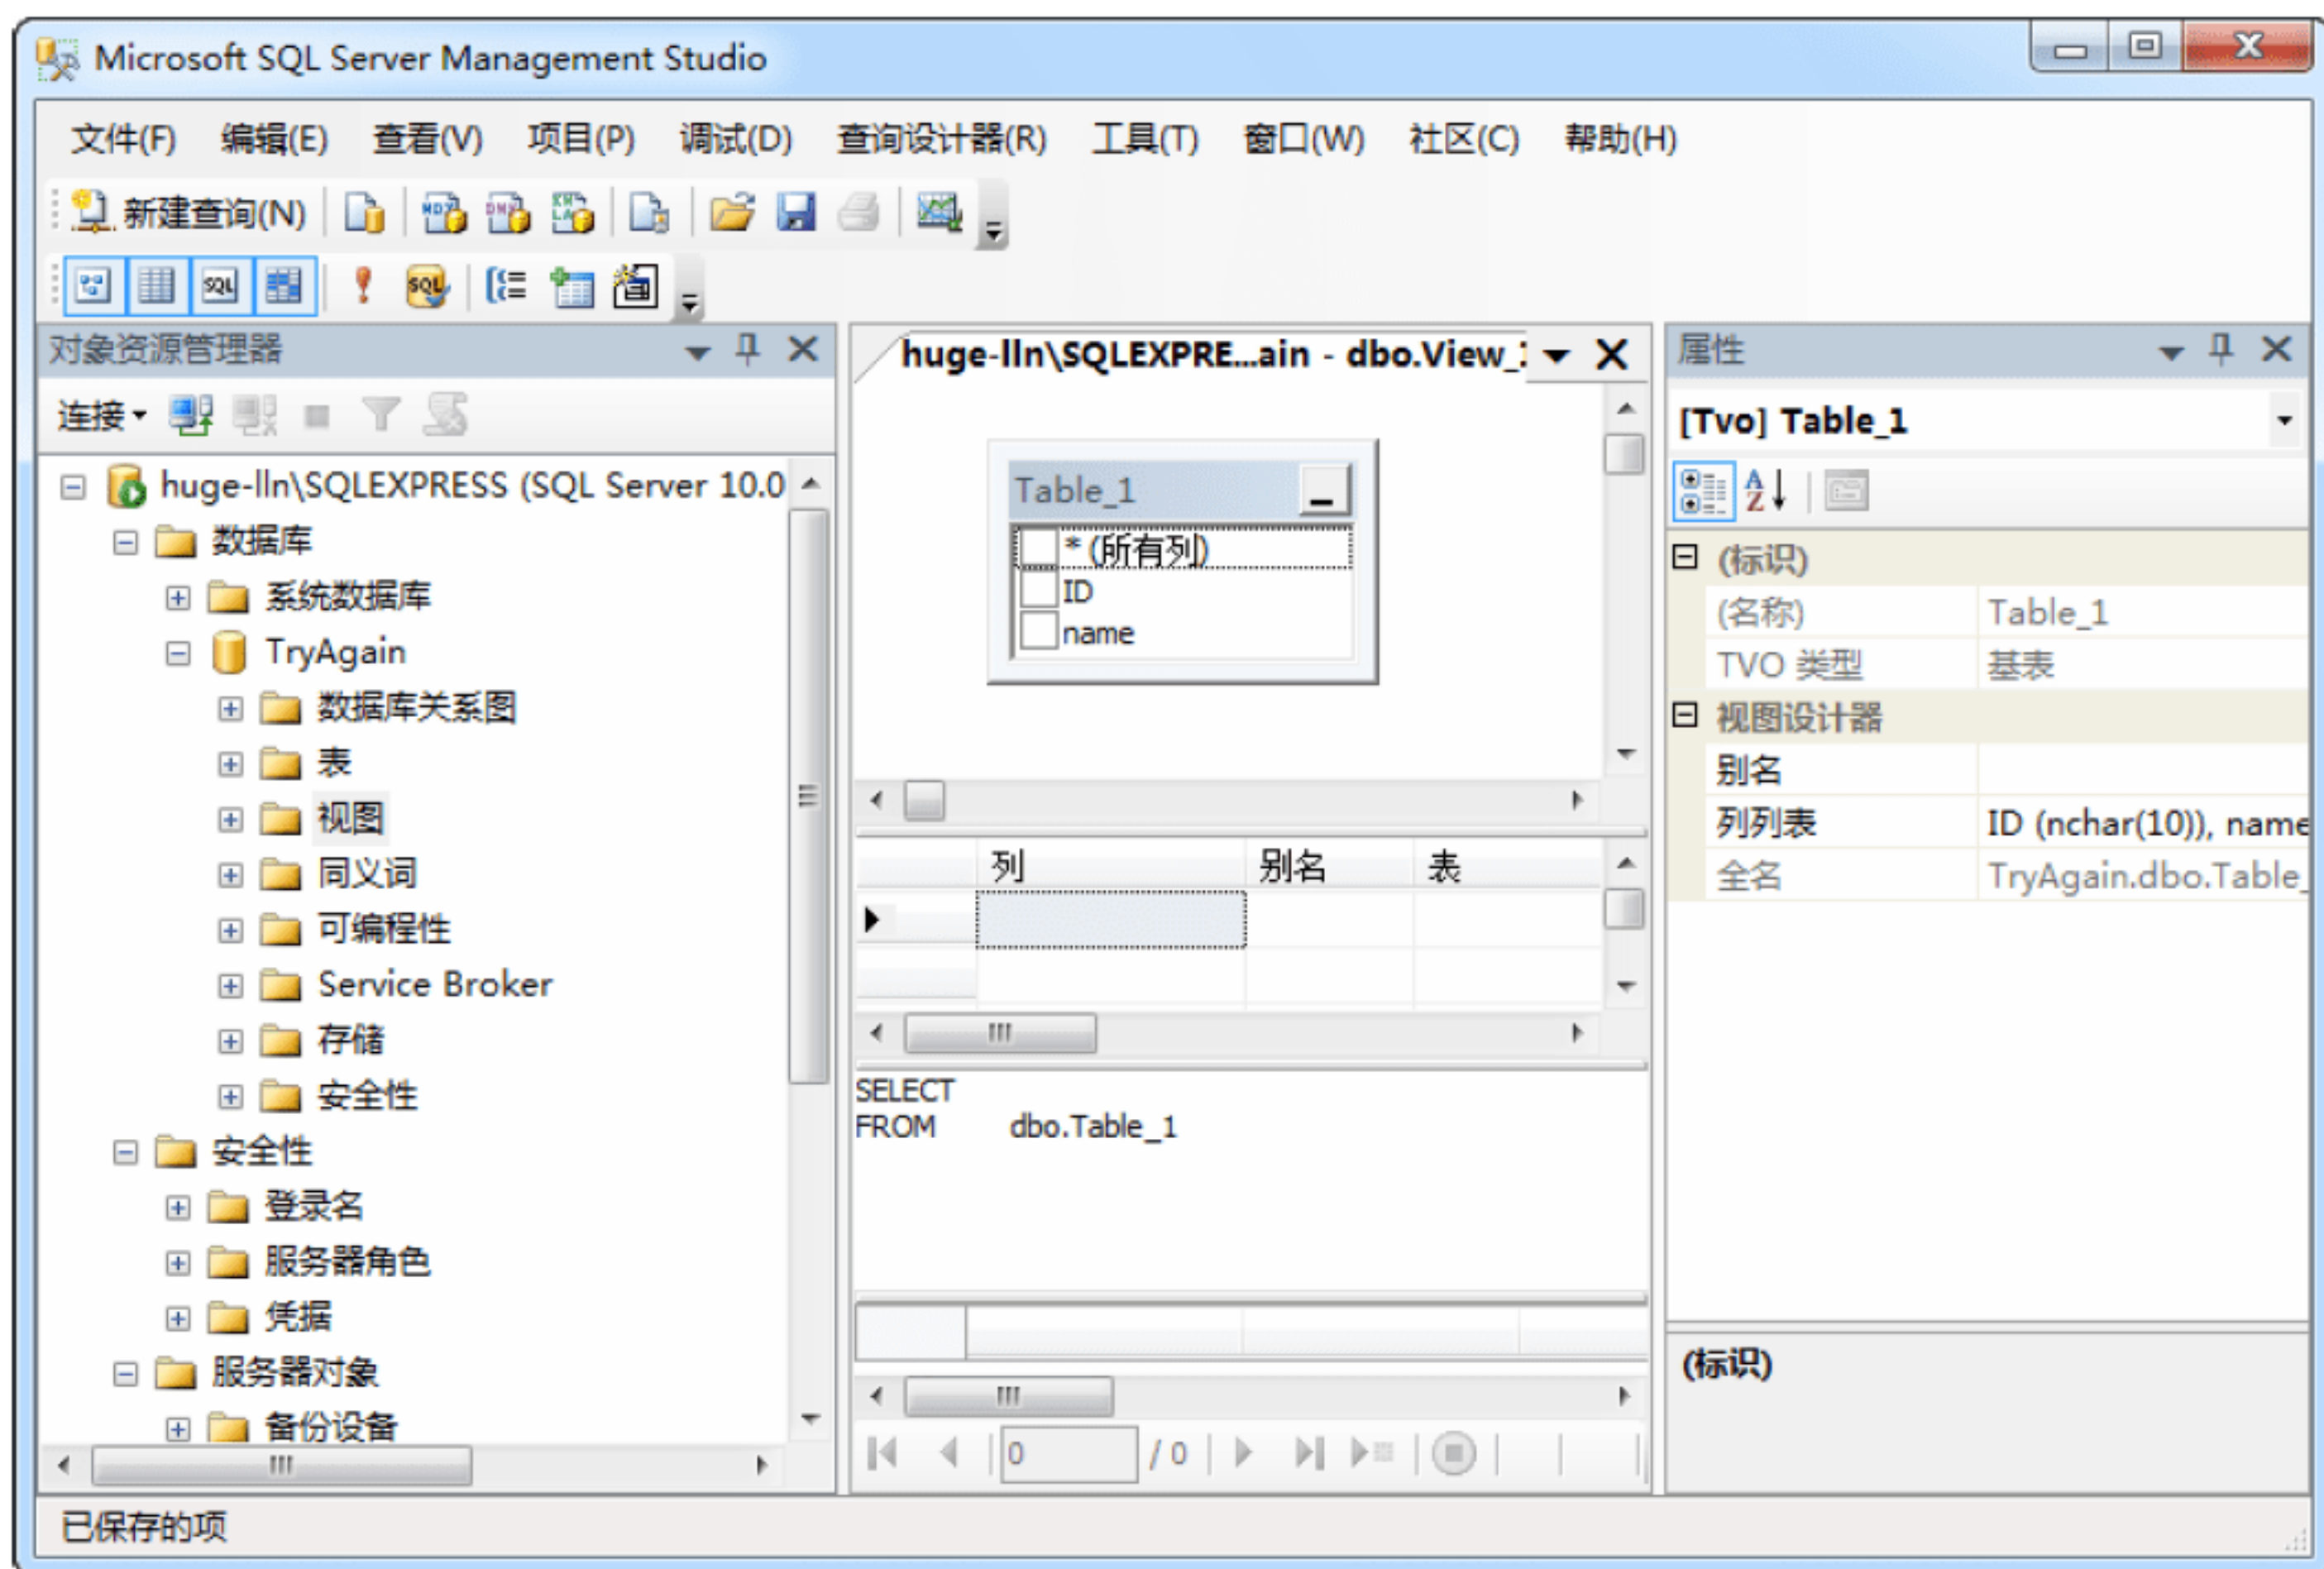 Microsoft SQL Server Management Studio
文件(F) 编辑(E) 查看(V) 项目(P) 调试(D) 查询设计器(R) 工具(T) 窗口(W) 社区(C) 帮助(H)
新建查询(N) MDX DMX XM LA
SQL SQL
对象资源管理器
连接
huge-lln\SQLEXPRESS (SQL Server 10.0
数据库
系统数据库
TryAgain
数据库关系图
表
视图
同义词
可编程性
Service Broker
存储
安全性
安全性
登录名
服务器角色
凭据
服务器对象
备份设备
huge-lln\SQLEXPRE...ain - dbo.View_1
Table_1
* (所有列)
ID
name
列 别名 表
SELECT
FROM dbo.Table_1
0 / 0
属性
[Tvo] Table_1
A
Z
(标识)
(名称) Table_1
TVO 类型 基表
视图设计器
别名
列列表 ID (nchar(10)), name
全名 TryAgain.dbo.Table_
(标识)
已保存的项